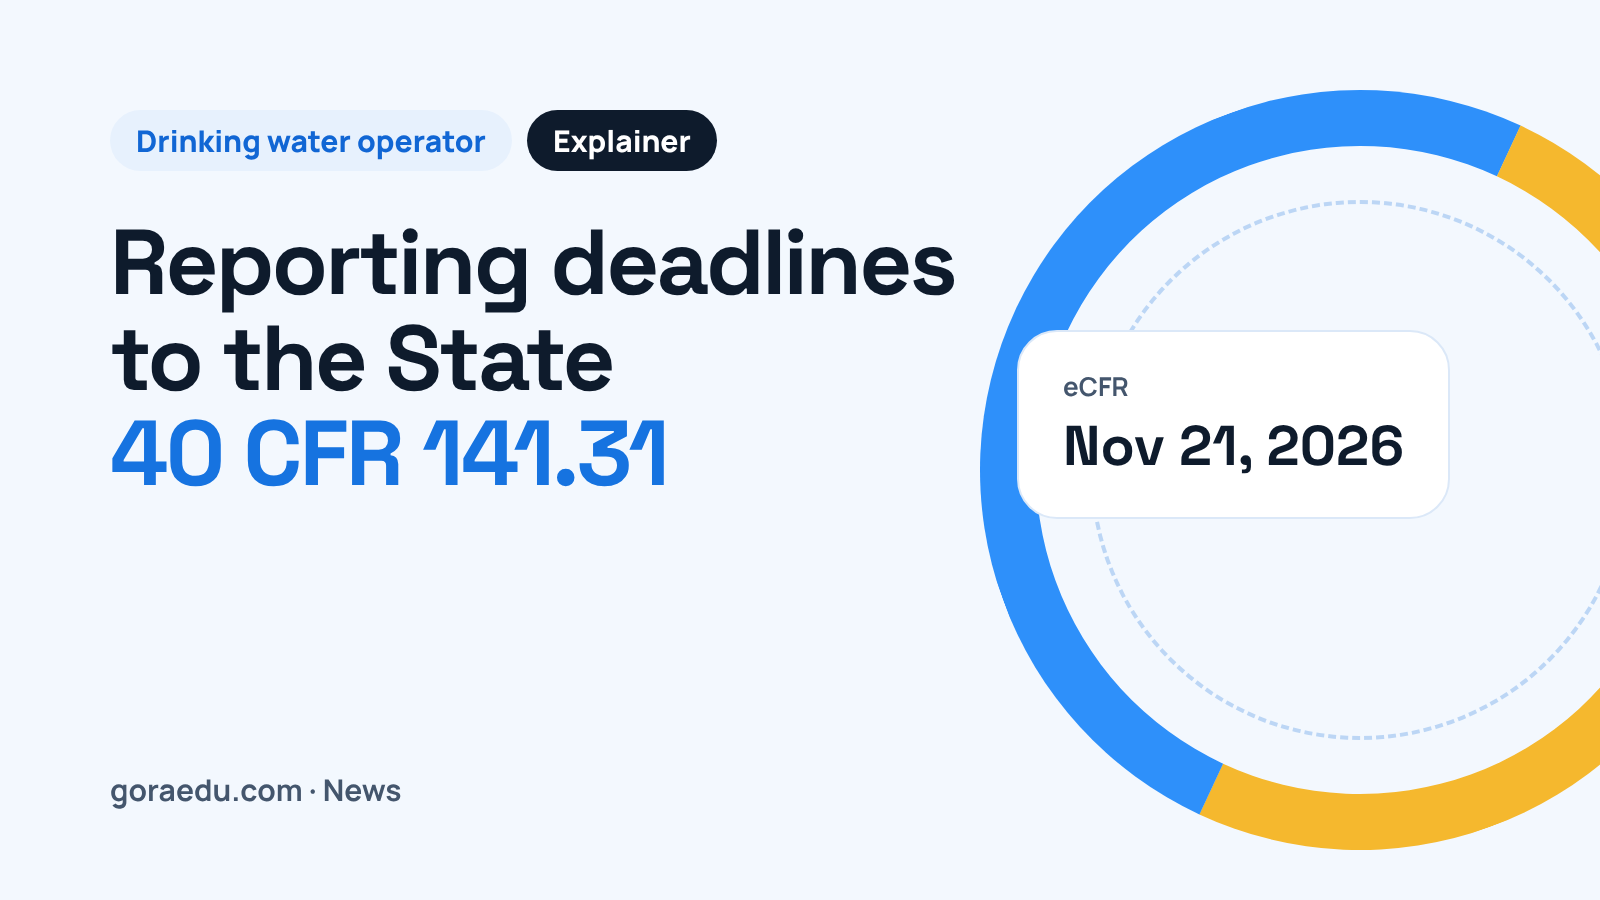 Drinking water operator
Explainer
Reporting deadlines
to the State
40 CFR 141.31
eCFR
Nov 21, 2026
goraedu.com · News